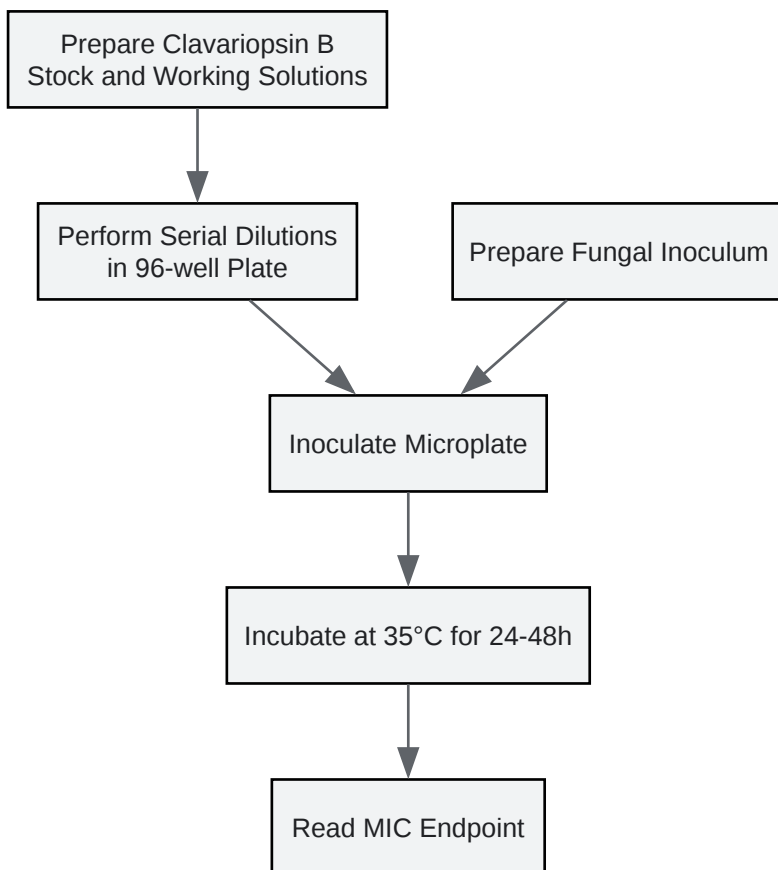 Prepare Clavariopsin B
Stock and Working Solutions
Perform Serial Dilutions
in 96-well Plate
Prepare Fungal Inoculum
Inoculate Microplate
Incubate at 35°C for 24-48h
Read MIC Endpoint